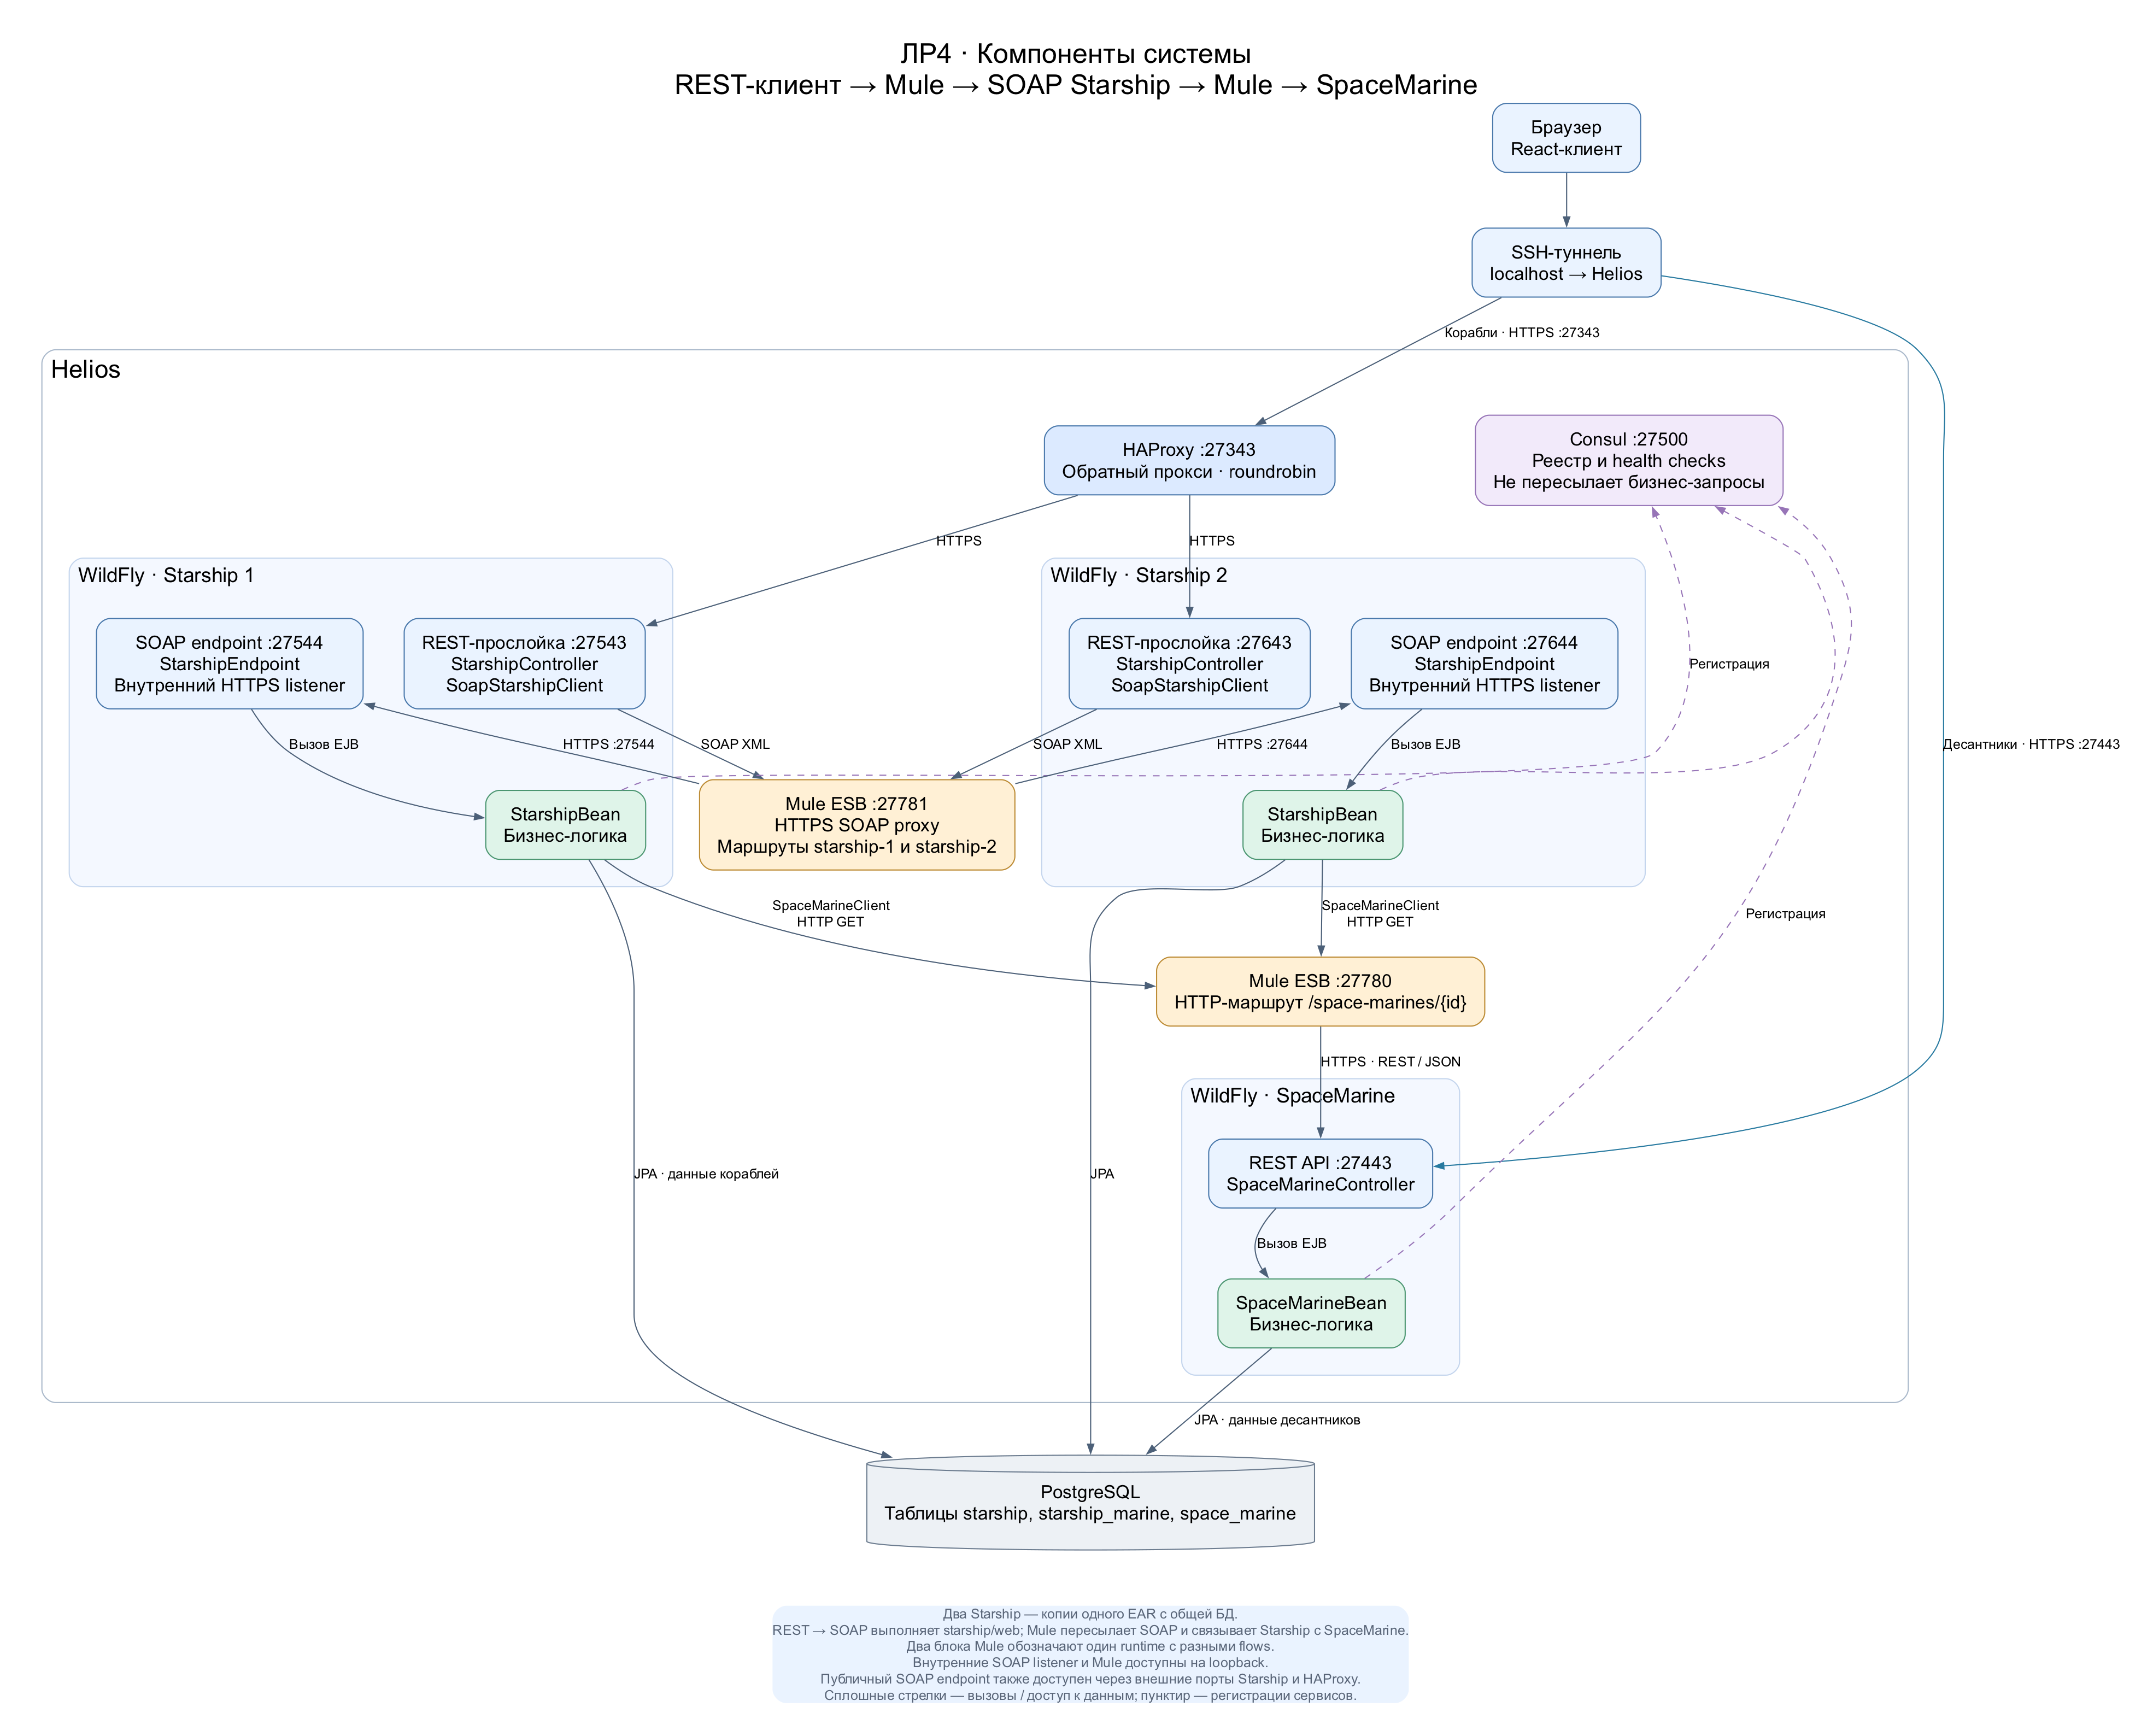 ЛР4 · Компоненты системы
REST-клиент → Mule → SOAP Starship → Mule → SpaceMarine
Браузер
React-клиент
SSH-туннель
localhost → Helios
Корабли · HTTPS :27343
Helios
HAProxy :27343
Обратный прокси · roundrobin
Consul :27500
Реестр и health checks
Не пересылает бизнес-запросы
HTTPS
HTTPS
WildFly · Starship 1
WildFly · Starship 2
SOAP endpoint :27544
StarshipEndpoint
Внутренний HTTPS listener
REST-прослойка :27543
StarshipController
SoapStarshipClient
REST-прослойка :27643
StarshipController
SoapStarshipClient
SOAP endpoint :27644
StarshipEndpoint
Внутренний HTTPS listener
Регистрация
Вызов EJB
HTTPS :27544
SOAP XML
SOAP XML
HTTPS :27644
Вызов EJB
Десантники · HTTPS :27443
StarshipBean
Бизнес-логика
Mule ESB :27781
HTTPS SOAP proxy
Маршруты starship-1 и starship-2
StarshipBean
Бизнес-логика
SpaceMarineClient
HTTP GET
SpaceMarineClient
HTTP GET
Регистрация
Mule ESB :27780
HTTP-маршрут /space-marines/{id}
HTTPS · REST / JSON
WildFly · SpaceMarine
REST API :27443
SpaceMarineController
JPA · данные кораблей
JPA
Вызов EJB
SpaceMarineBean
Бизнес-логика
JPA · данные десантников
PostgreSQL
Таблицы starship, starship_marine, space_marine
Два Starship — копии одного EAR с общей БД.
REST → SOAP выполняет starship/web; Mule пересылает SOAP и связывает Starship с SpaceMarine.
Два блока Mule обозначают один runtime с разными flows.
Внутренние SOAP listener и Mule доступны на loopback.
Публичный SOAP endpoint также доступен через внешние порты Starship и HAProxy.
Сплошные стрелки — вызовы / доступ к данным; пунктир — регистрации сервисов.